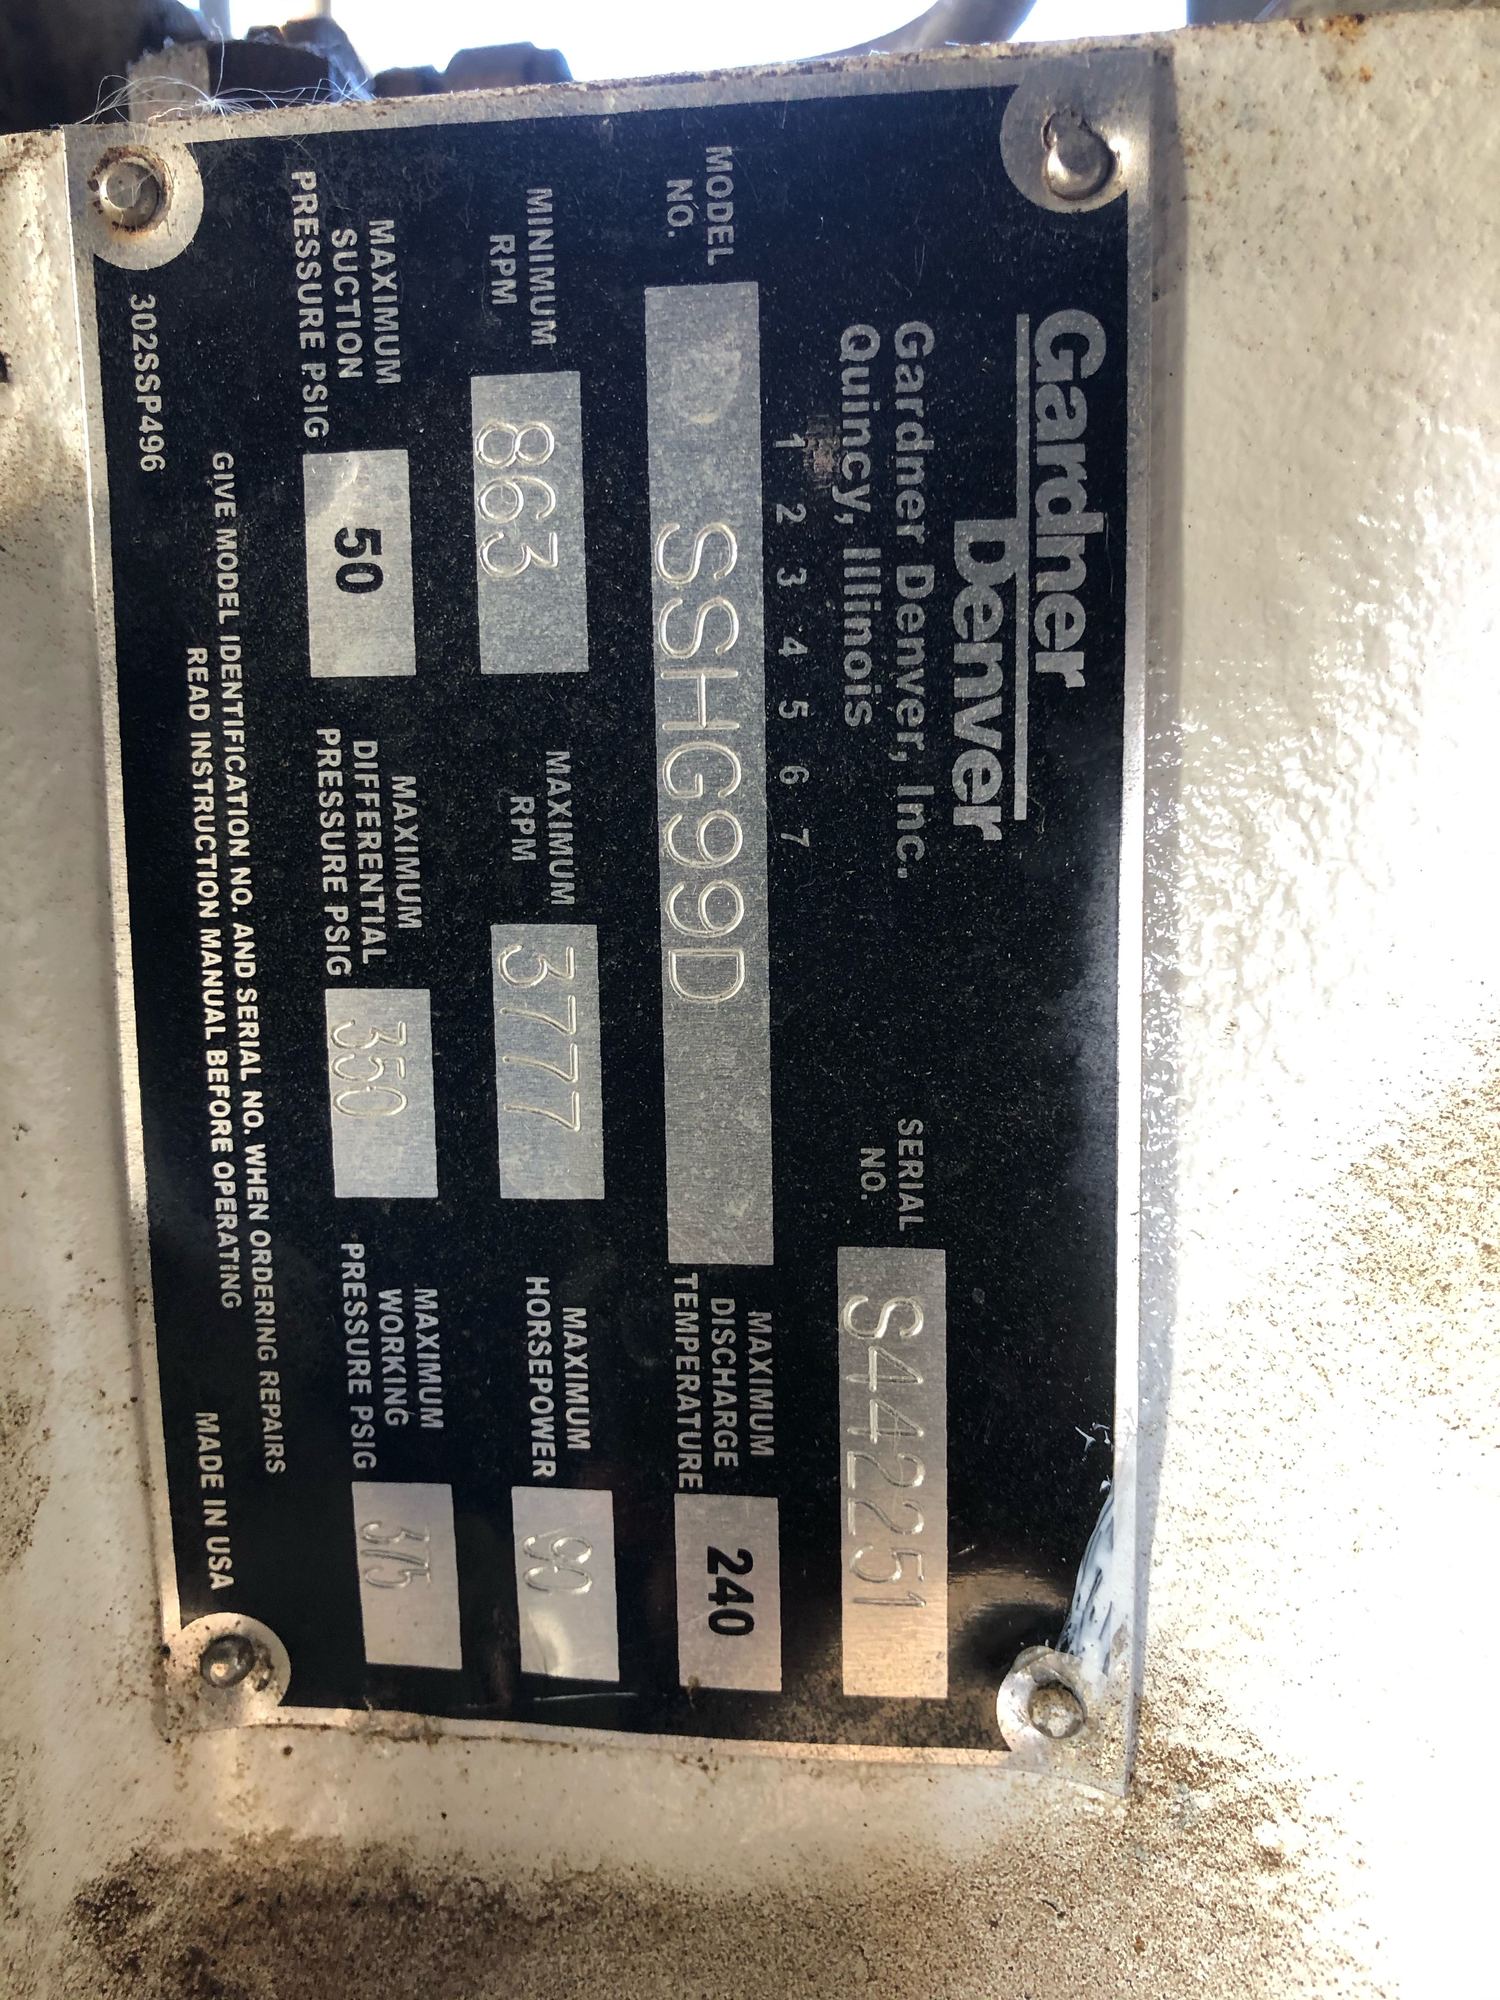 Gardner
Denver
Gardner Denver, Inc.
Quincy, Illinois
SERIAL
NO.
S442251
1 2 3 4 5 6 7
MODEL
NO.
SSHG99D
MAXIMUM
DISCHARGE
TEMPERATURE
240
MINIMUM
RPM
863
MAXIMUM
RPM
3777
MAXIMUM
HORSEPOWER
90
MAXIMUM
SUCTION
PRESSURE PSIG
50
MAXIMUM
DIFFERENTIAL
PRESSURE PSIG
350
MAXIMUM
WORKING
PRESSURE PSIG
375
GIVE MODEL IDENTIFICATION NO. AND SERIAL NO. WHEN ORDERING REPAIRS
READ INSTRUCTION MANUAL BEFORE OPERATING
MADE IN USA
302SSP496